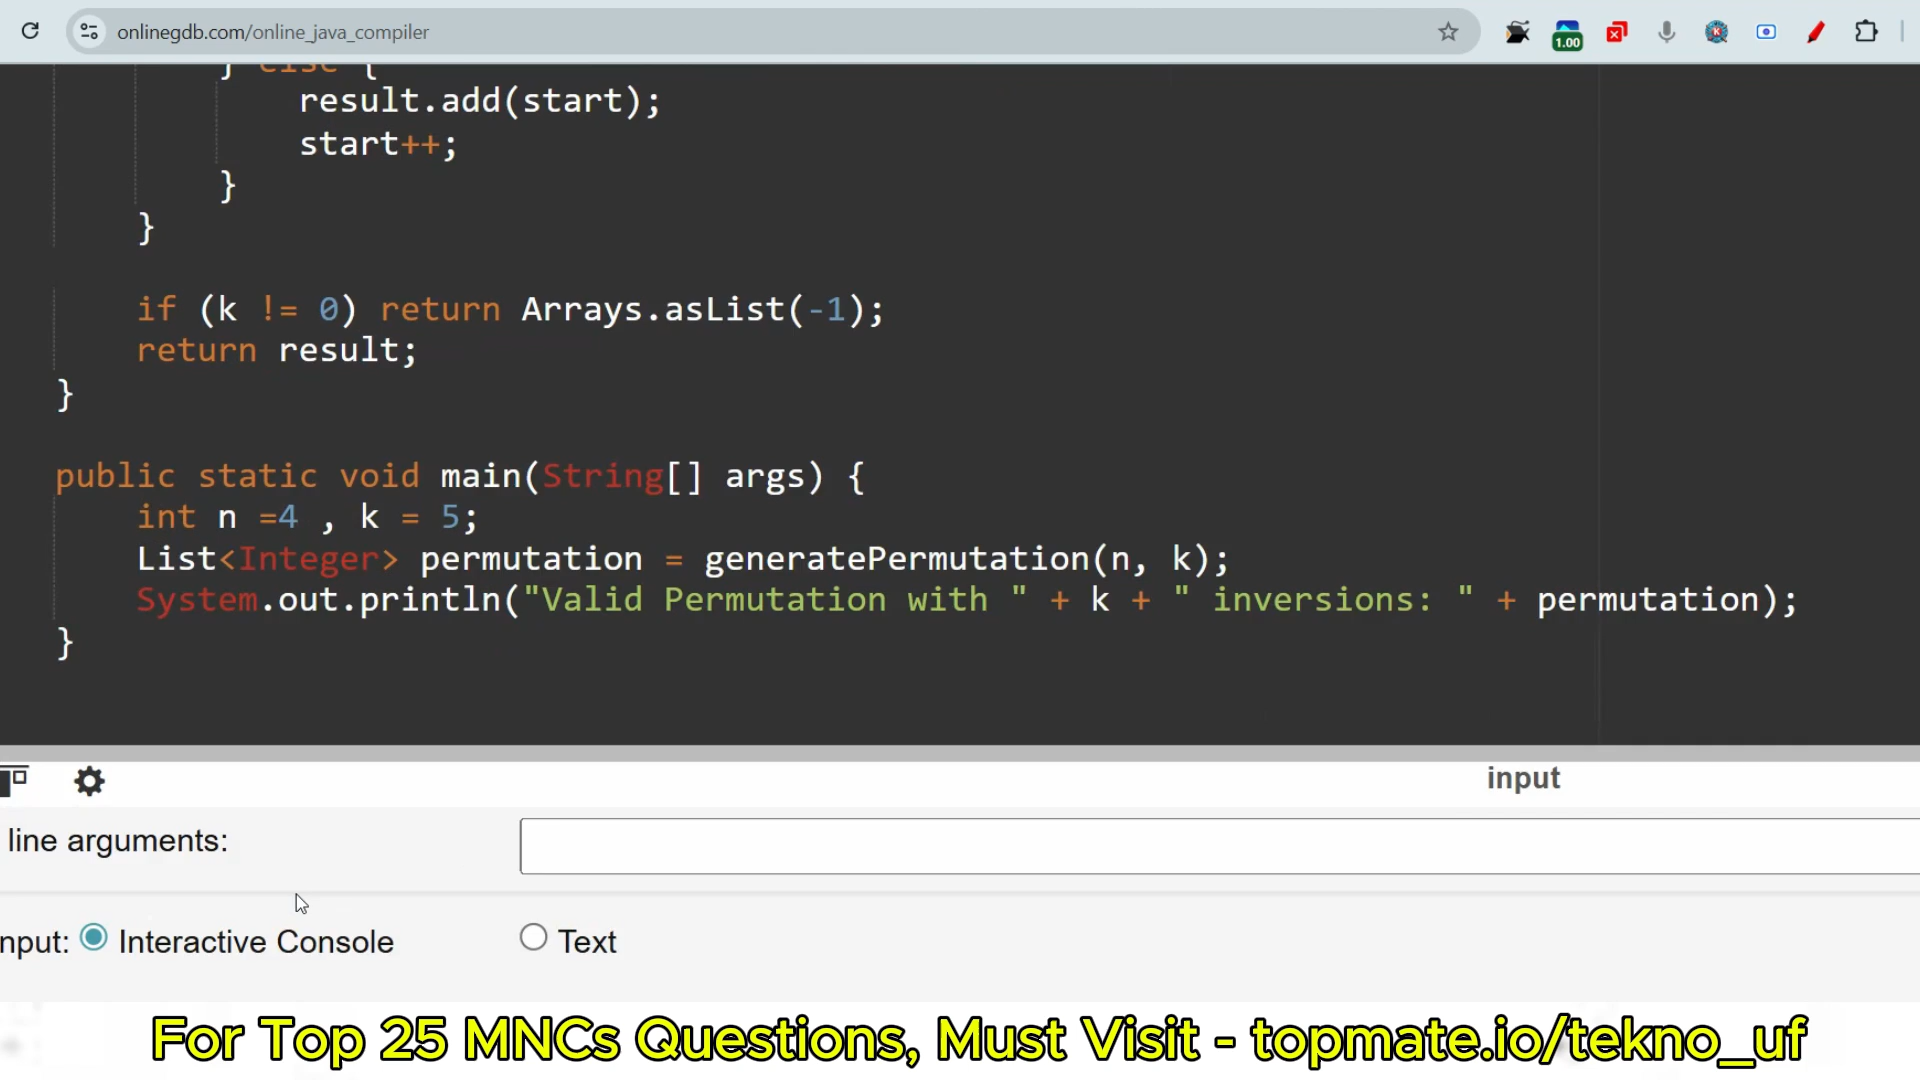 onlinegdb.com/online_java_compiler
1.00
} else {
result.add(start);
start++;
}
}
if (k != 0) return Arrays.asList(-1);
return result;
}
public static void main(String[] args) {
int n =4 , k = 5;
List<Integer> permutation = generatePermutation(n, k);
System.out.println("Valid Permutation with " + k + " inversions: " + permutation);
}
input
line arguments:
nput: Interactive Console Text
For Top 25 MNCs Questions, Must Visit - topmate.io/tekno_uf